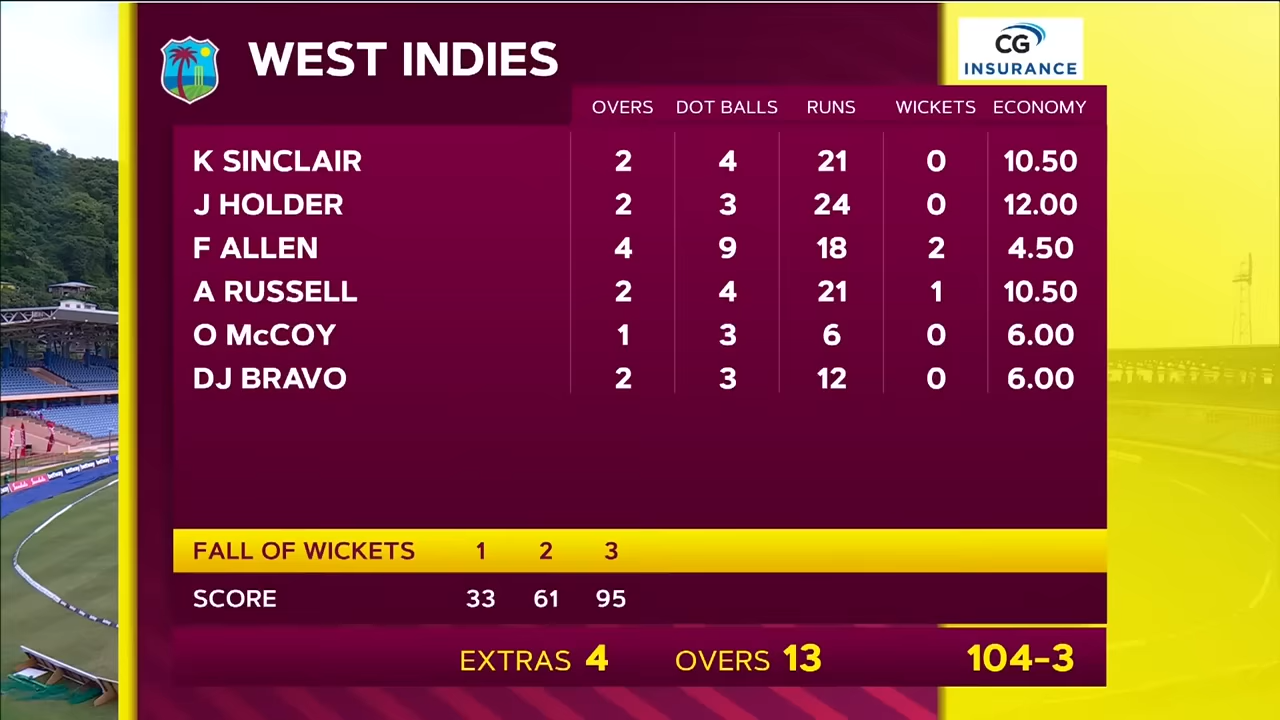 WEST INDIES
CG
INSURANCE
OVERS DOT BALLS RUNS WICKETS ECONOMY
K SINCLAIR 2 4 21 0 10.50
J HOLDER 2 3 24 0 12.00
F ALLEN 4 9 18 2 4.50
A RUSSELL 2 4 21 1 10.50
O McCOY 1 3 6 0 6.00
DJ BRAVO 2 3 12 0 6.00
FALL OF WICKETS 1 2 3
SCORE 33 61 95
EXTRAS 4 OVERS 13 104-3